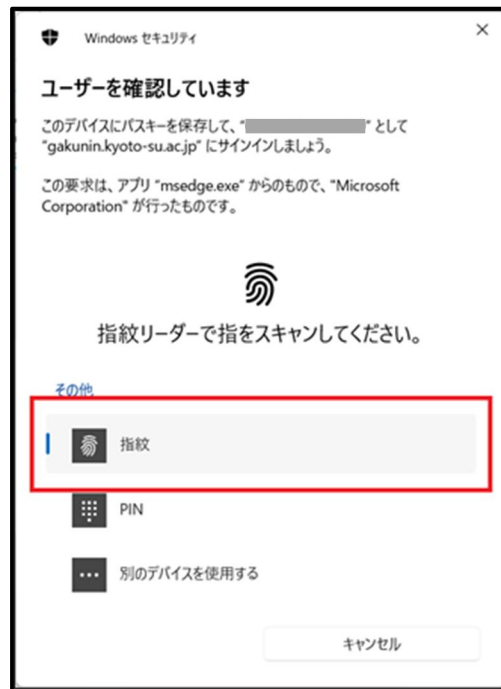 Windows セキュリティ
ユーザーを確認しています
このデバイスにパスキーを保存して、“ ” として
"gakunin.kyoto-su.ac.jp" にサインインしましょう。
この要求は、アプリ “msedge.exe” からのもので、"Microsoft
Corporation" が行ったものです。
指紋リーダーで指をスキャンしてください。
その他
指紋
PIN
別のデバイスを使用する
キャンセル